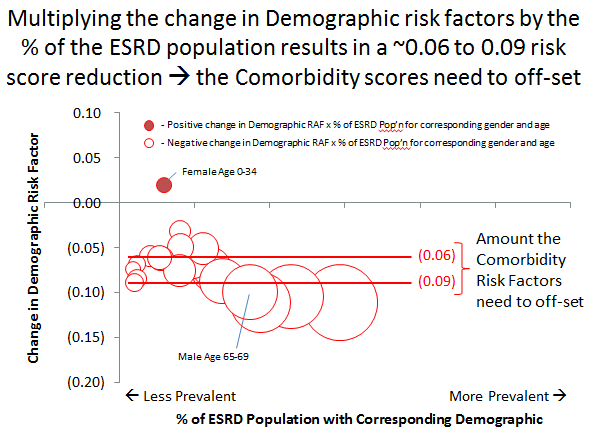 Multiplying the change in Demographic risk factors by the
% of the ESRD population results in a ~0.06 to 0.09 risk
score reduction → the Comorbidity scores need to off-set
0.10
0.05
0.00
(0.05)
(0.10)
(0.15)
(0.20)
Change in Demographic Risk Factor
- Positive change in Demographic RAF x % of ESRD Pop'n for corresponding gender and age
- Negative change in Demographic RAF x % of ESRD Pop'n for corresponding gender and age
Female Age 0-34
(0.06)
(0.09)
Amount the
Comorbidity
Risk Factors
need to off-set
Male Age 65-69
← Less Prevalent
More Prevalent →
% of ESRD Population with Corresponding Demographic